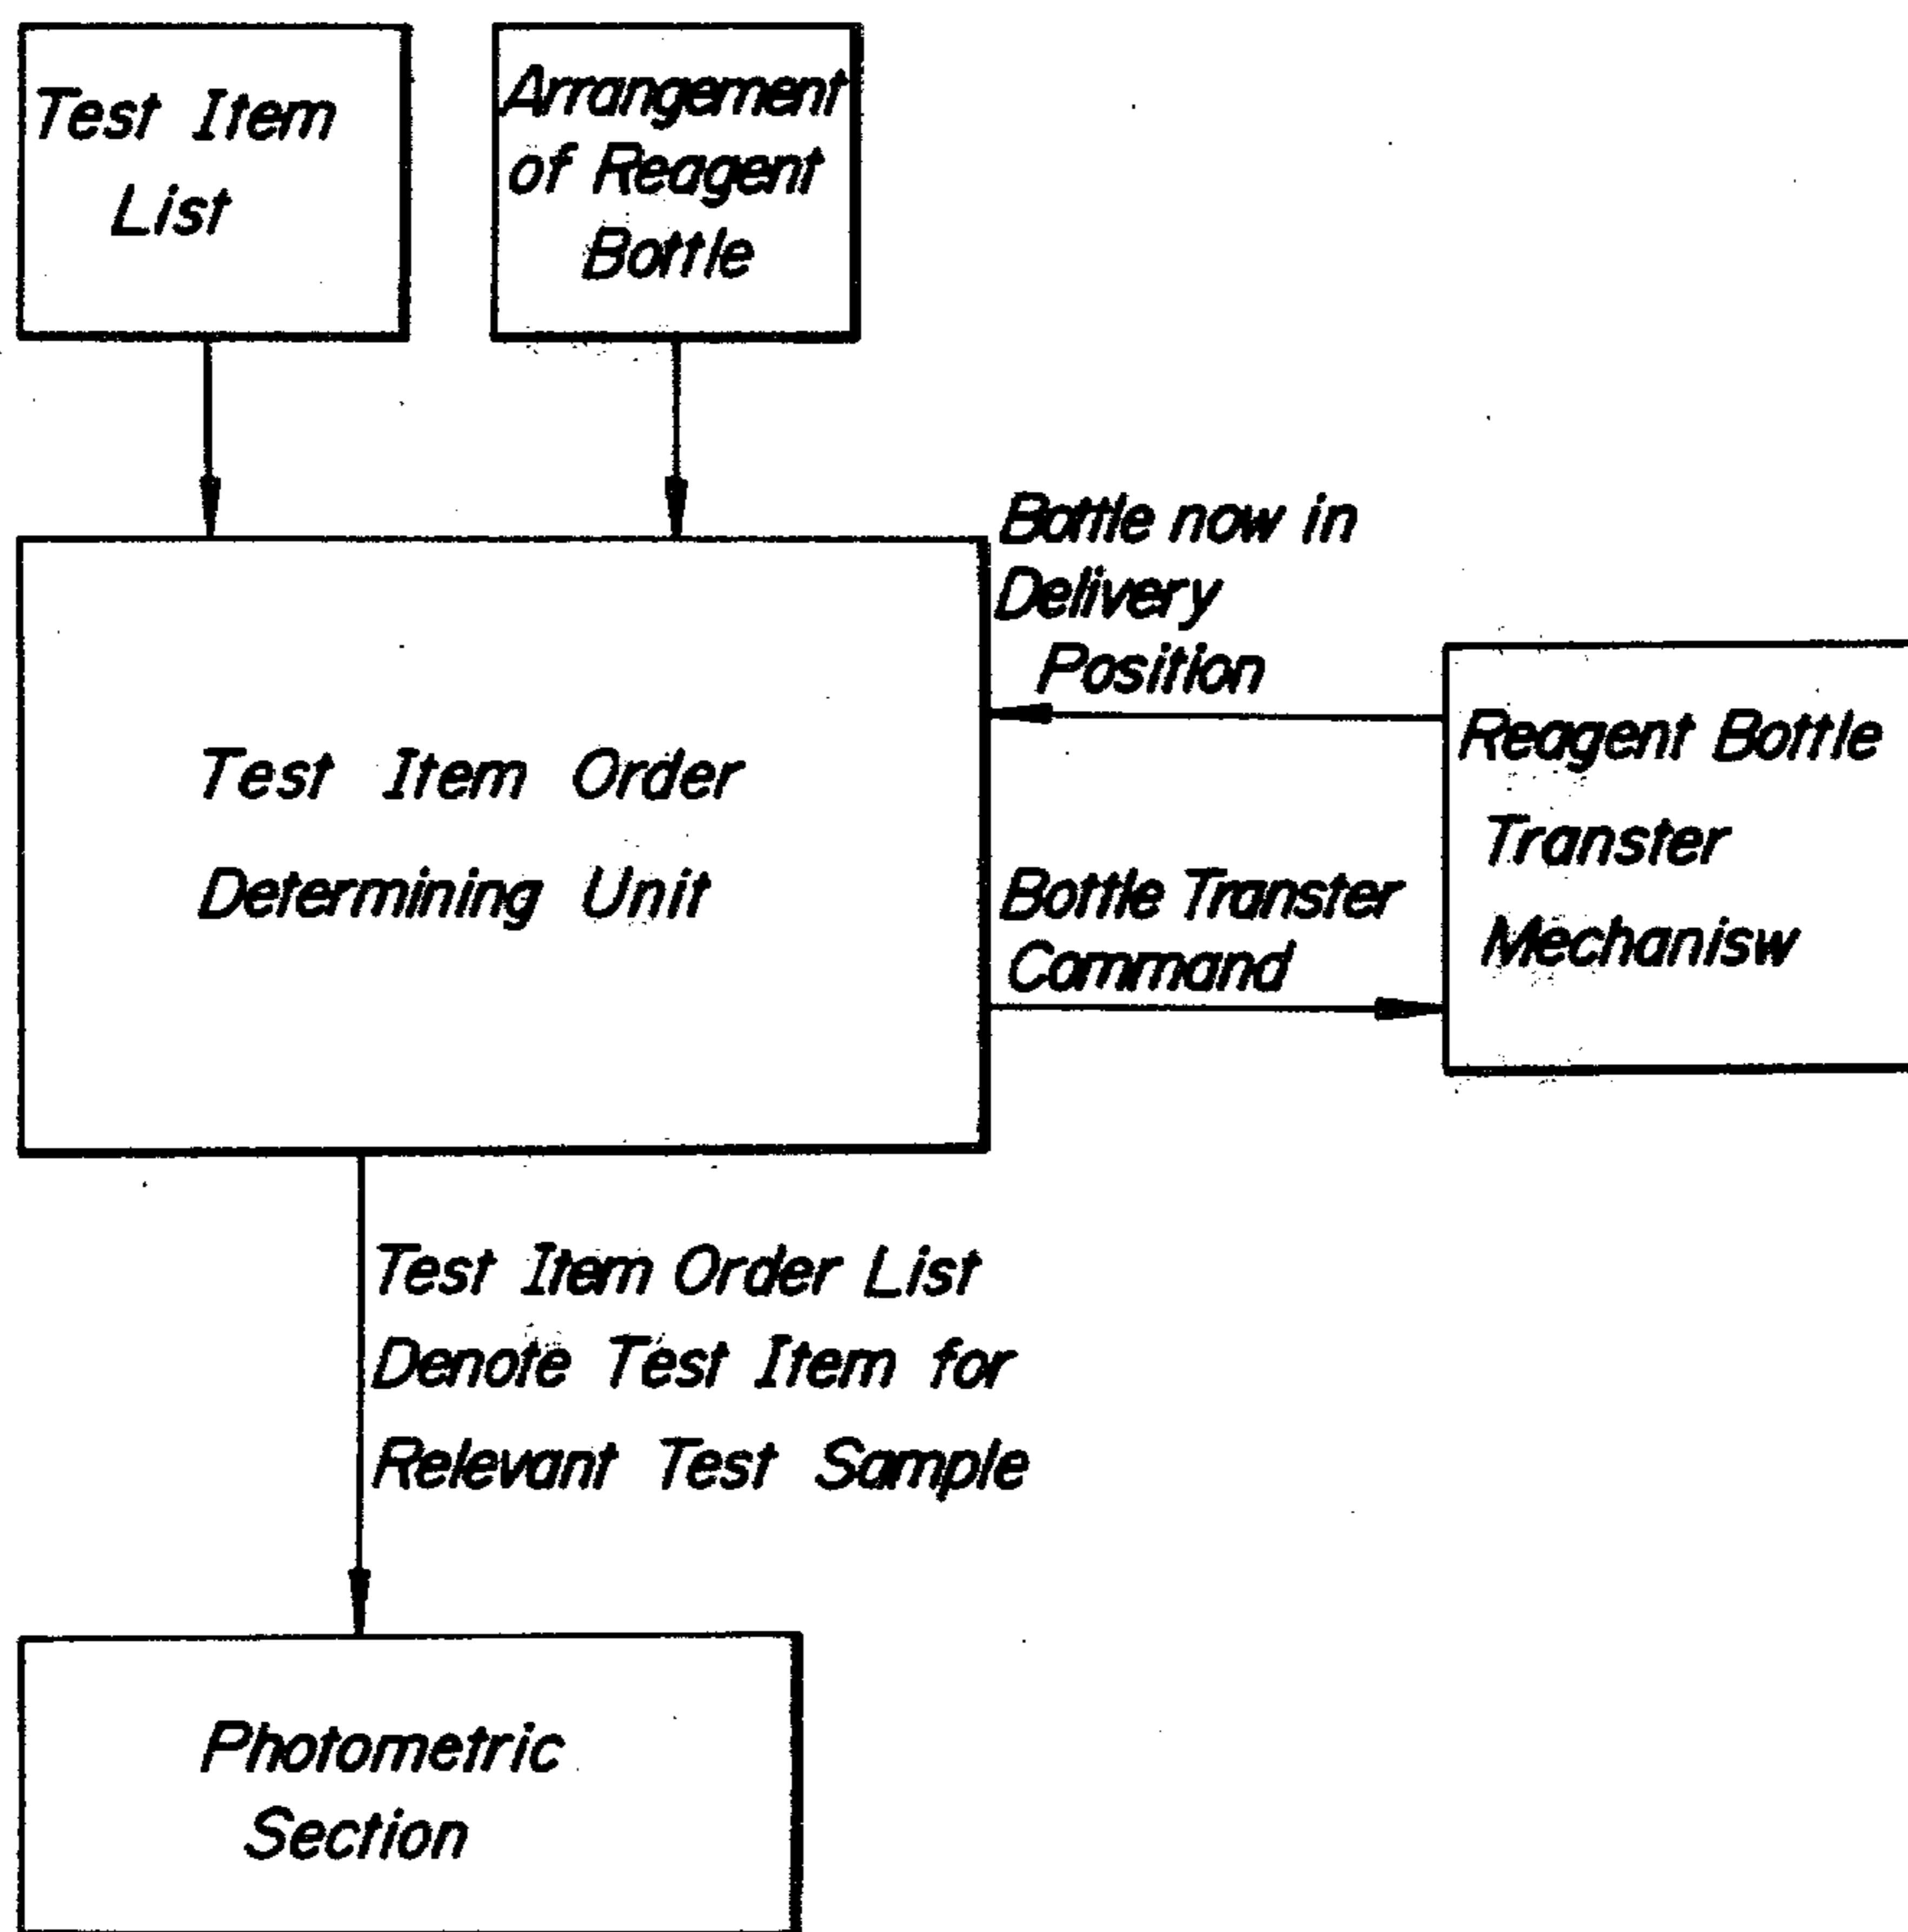 Test Item
List
Arrangement
of Reagent
Bottle
Bottle now in
Delivery
Position
Reagent Bottle
Transter
Mechanisw
Test Item Order
Determining Unit
Bottle Transter
Command
Test Item Order List
Denote Test Item for
Relevant Test Sample
Photometric
Section